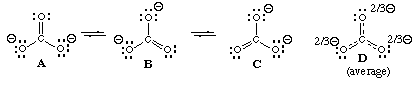 O ⊖ O ⊖ O O 2/3⊖
⊖ O C O ⊖ ⊖ O C O O C O ⊖ 2/3⊖ O C O 2/3⊖
A B C D
(average)